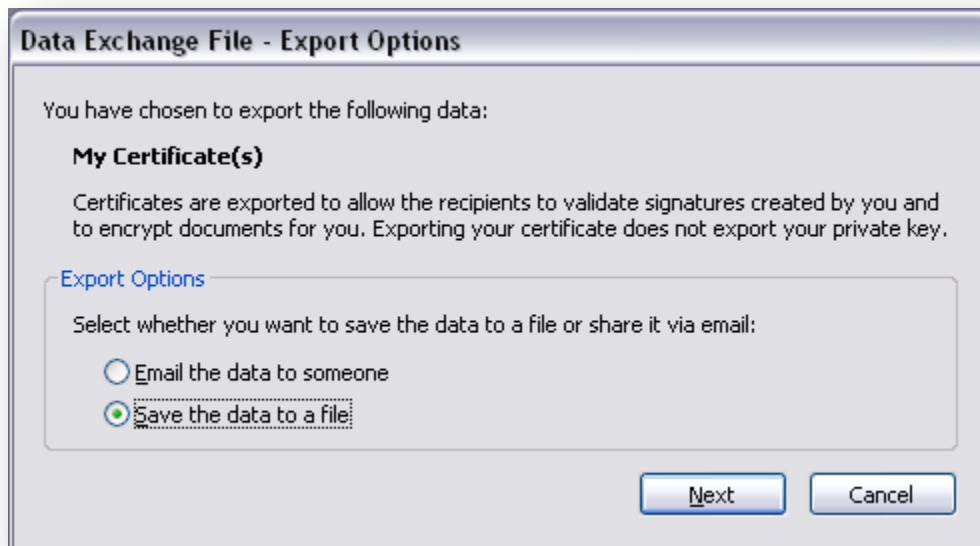 Data Exchange File - Export Options
You have chosen to export the following data:
My Certificate(s)
Certificates are exported to allow the recipients to validate signatures created by you and
to encrypt documents for you. Exporting your certificate does not export your private key.
Export Options
Select whether you want to save the data to a file or share it via email:
Email the data to someone
Save the data to a file
Next Cancel